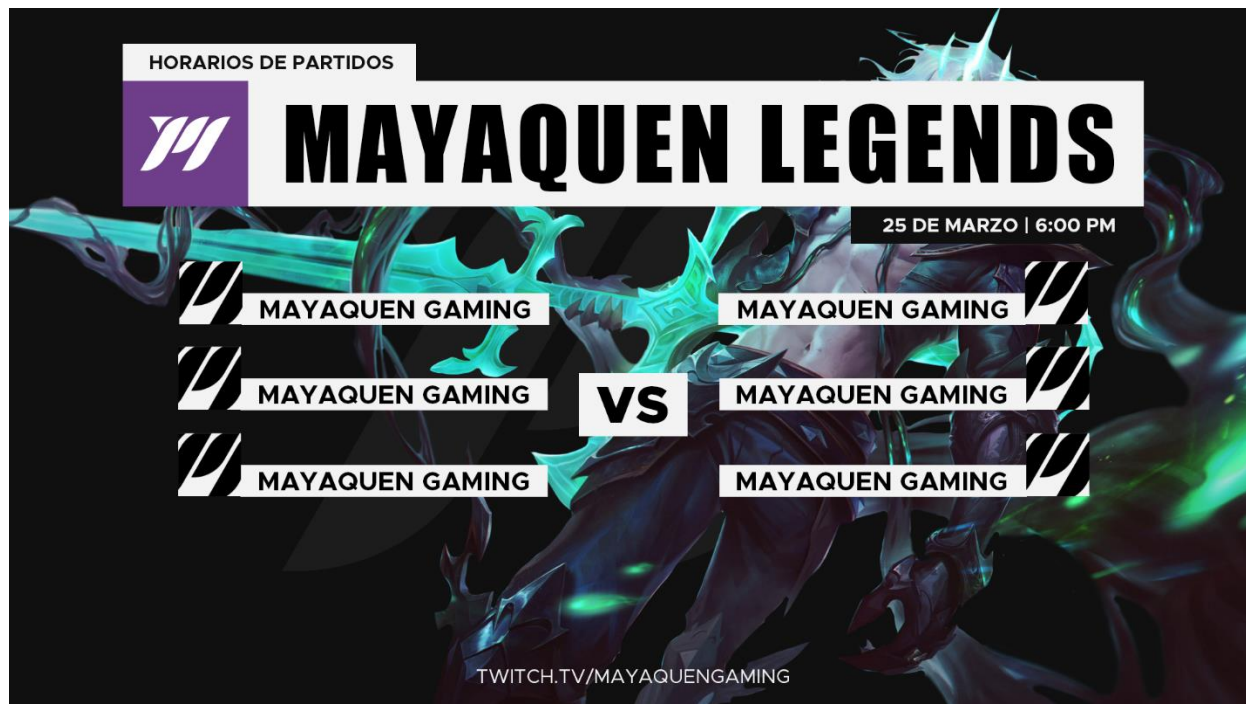 HORARIOS DE PARTIDOS
MAYAQUEN LEGENDS
25 DE MARZO | 6:00 PM
MAYAQUEN GAMING
MAYAQUEN GAMING
MAYAQUEN GAMING
VS
MAYAQUEN GAMING
MAYAQUEN GAMING
MAYAQUEN GAMING
TWITCH.TV/MAYAQUENGAMING